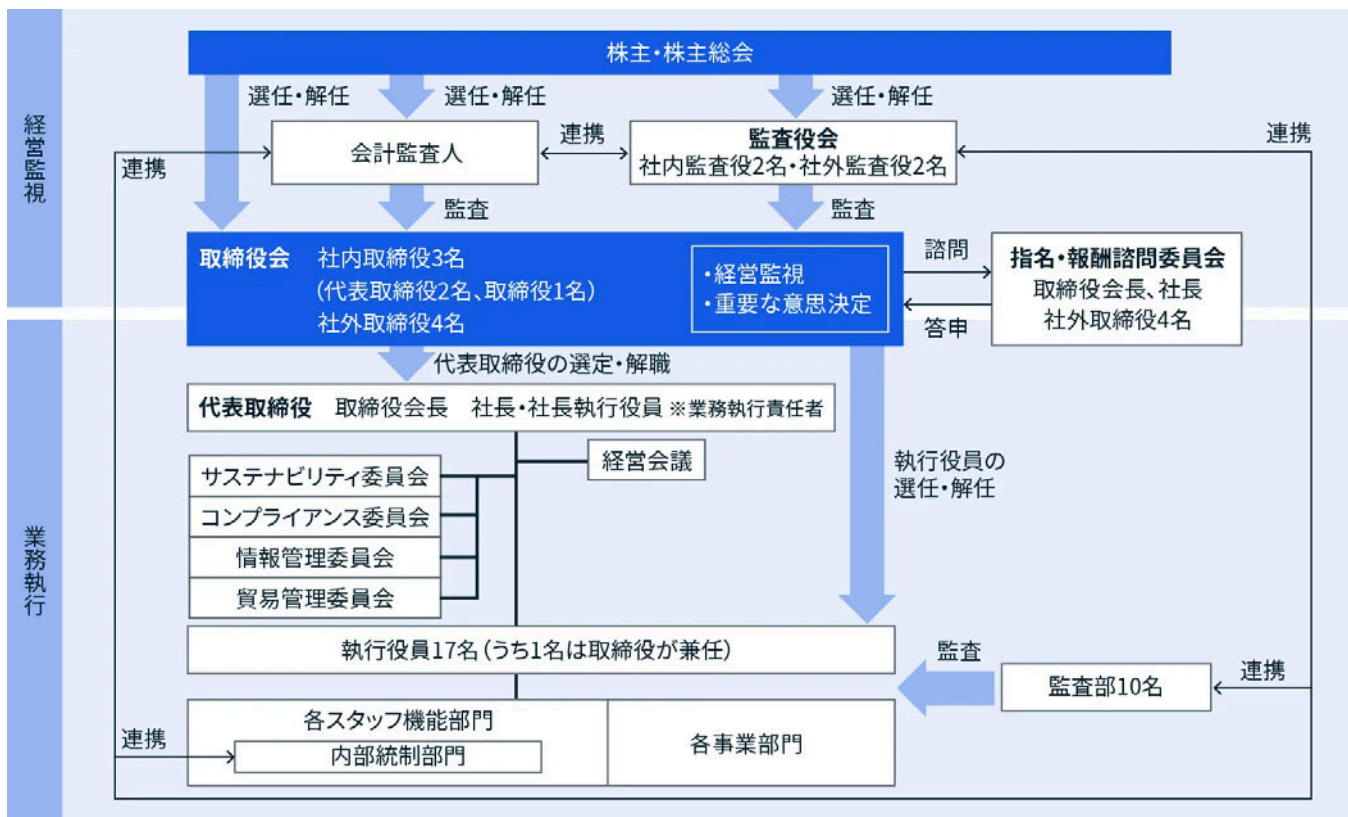 株主・株主総会
選任・解任
選任・解任
選任・解任
経営監視
連携
会計監査人
連携
監査役会
社内監査役2名・社外監査役2名
連携
監査
監査
取締役会 社内取締役3名
(代表取締役2名、取締役1名)
社外取締役4名
・経営監視
・重要な意思決定
諮問
答申
指名・報酬諮問委員会
取締役会長、社長
社外取締役4名
代表取締役の選定・解職
代表取締役 取締役会長 社長・社長執行役員 ※業務執行責任者
経営会議
執行役員の
選任・解任
サステナビリティ委員会
コンプライアンス委員会
情報管理委員会
貿易管理委員会
業務執行
執行役員17名(うち1名は取締役が兼任)
監査
監査部10名
連携
各スタッフ機能部門
連携
内部統制部門
各事業部門